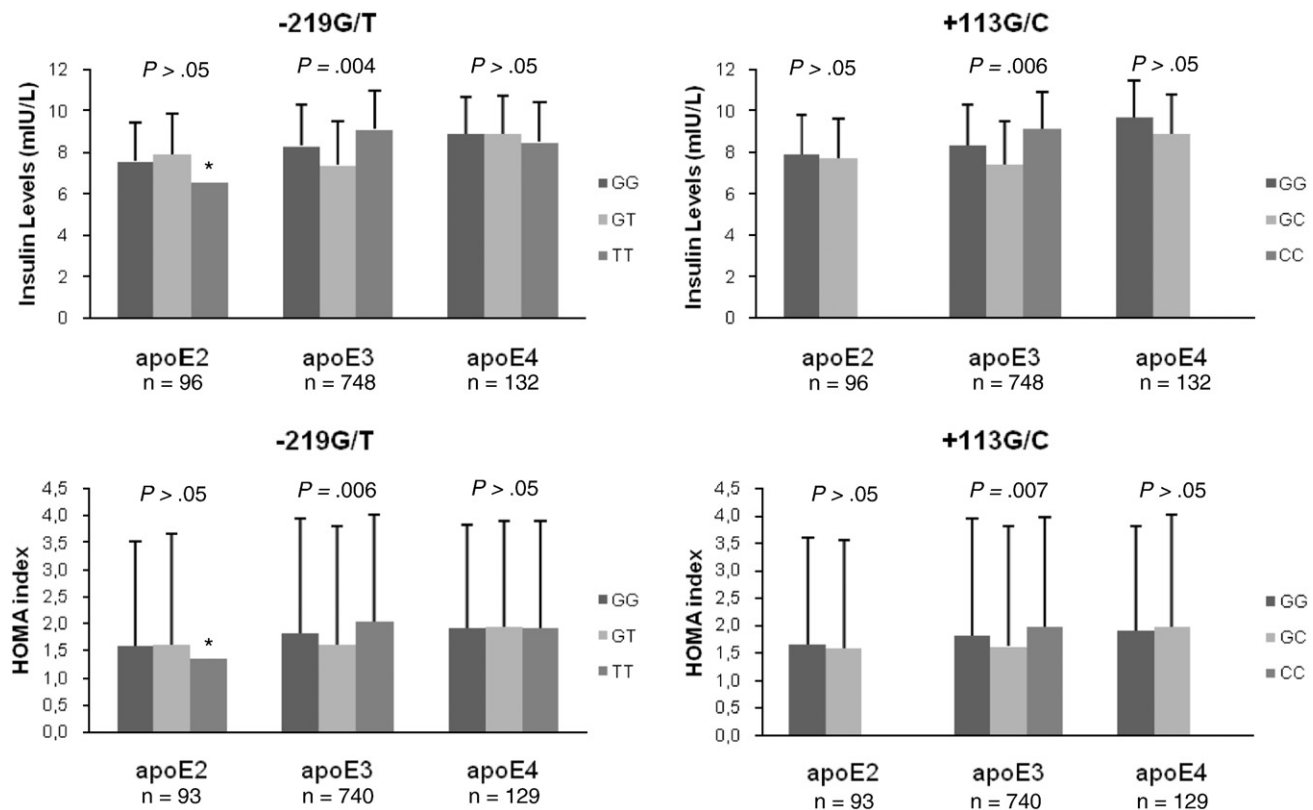 -219G/T
P > .05
P = .004
P > .05
Insulin Levels (mIU/L)
12
10
8
6
4
2
0
*
GG
GT
TT
apoE2
n = 96
apoE3
n = 748
apoE4
n = 132
+113G/C
P > .05
P = .006
P > .05
Insulin Levels (mIU/L)
12
10
8
6
4
2
0
GG
GC
CC
apoE2
n = 96
apoE3
n = 748
apoE4
n = 132
-219G/T
P > .05
P = .006
P > .05
HOMA index
4,5
4,0
3,5
3,0
2,5
2,0
1,5
1,0
0,5
0,0
*
GG
GT
TT
apoE2
n = 93
apoE3
n = 740
apoE4
n = 129
+113G/C
P > .05
P = .007
P > .05
HOMA index
4,5
4,0
3,5
3,0
2,5
2,0
1,5
1,0
0,5
0,0
GG
GC
CC
apoE2
n = 93
apoE3
n = 740
apoE4
n = 129